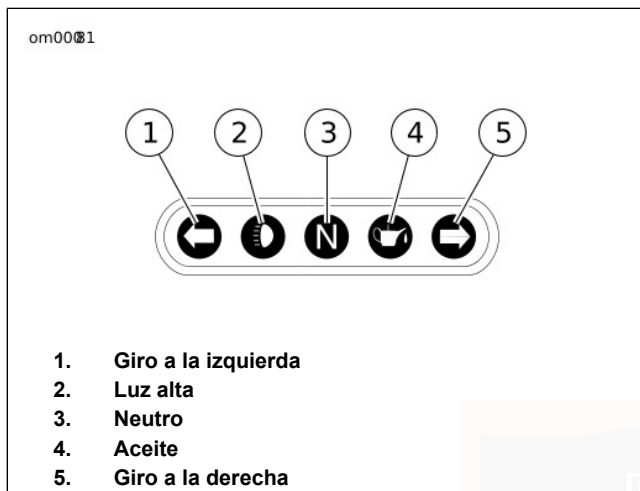 om00081
1 2 3 4 5
N
1. Giro a la izquierda
2. Luz alta
3. Neutro
4. Aceite
5. Giro a la derecha